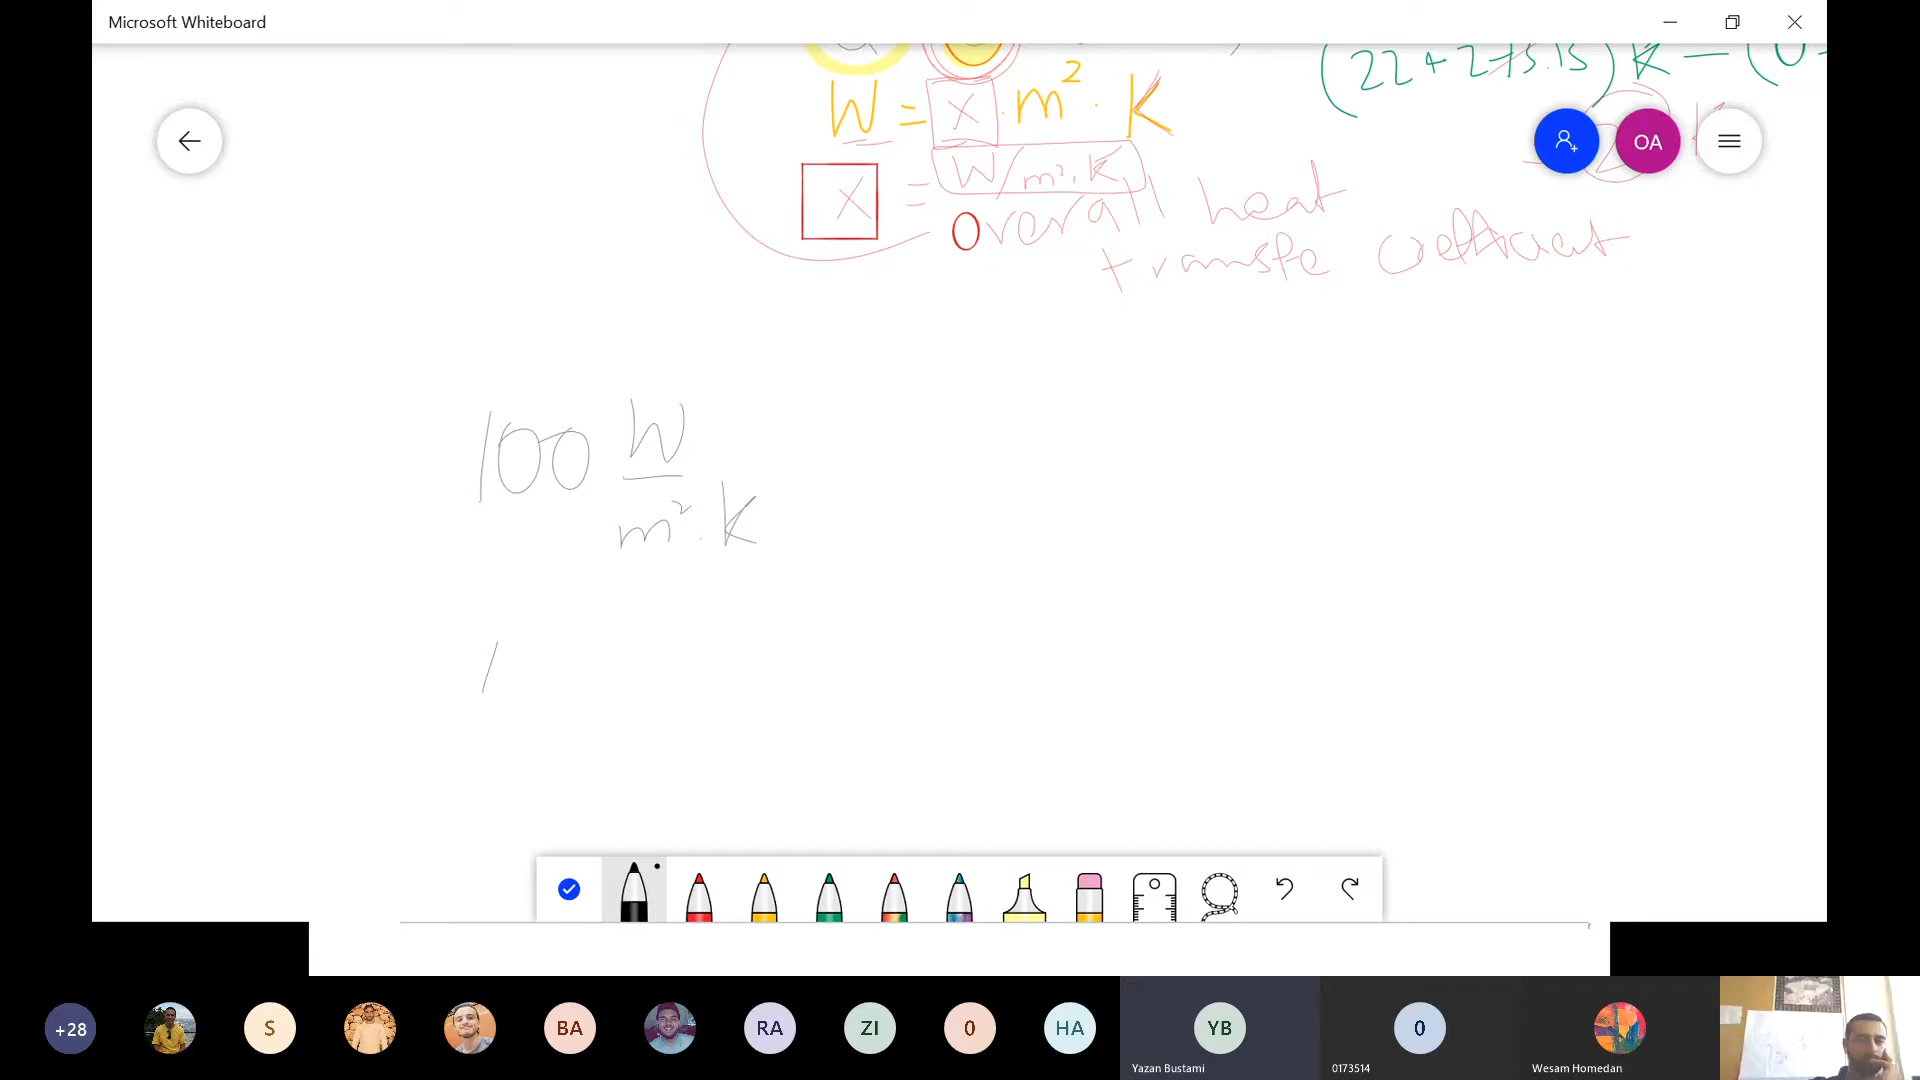 Microsoft Whiteboard
(22 + 273.15) K - (0 -
W = X . m² . K
OA
X = W/m².K
Overall heat
transfe coefficient
100 W
m² . K
/
+28
S
BA
RA
ZI
0
HA
YB
0
Yazan Bustami
0173514
Wesam Homedan